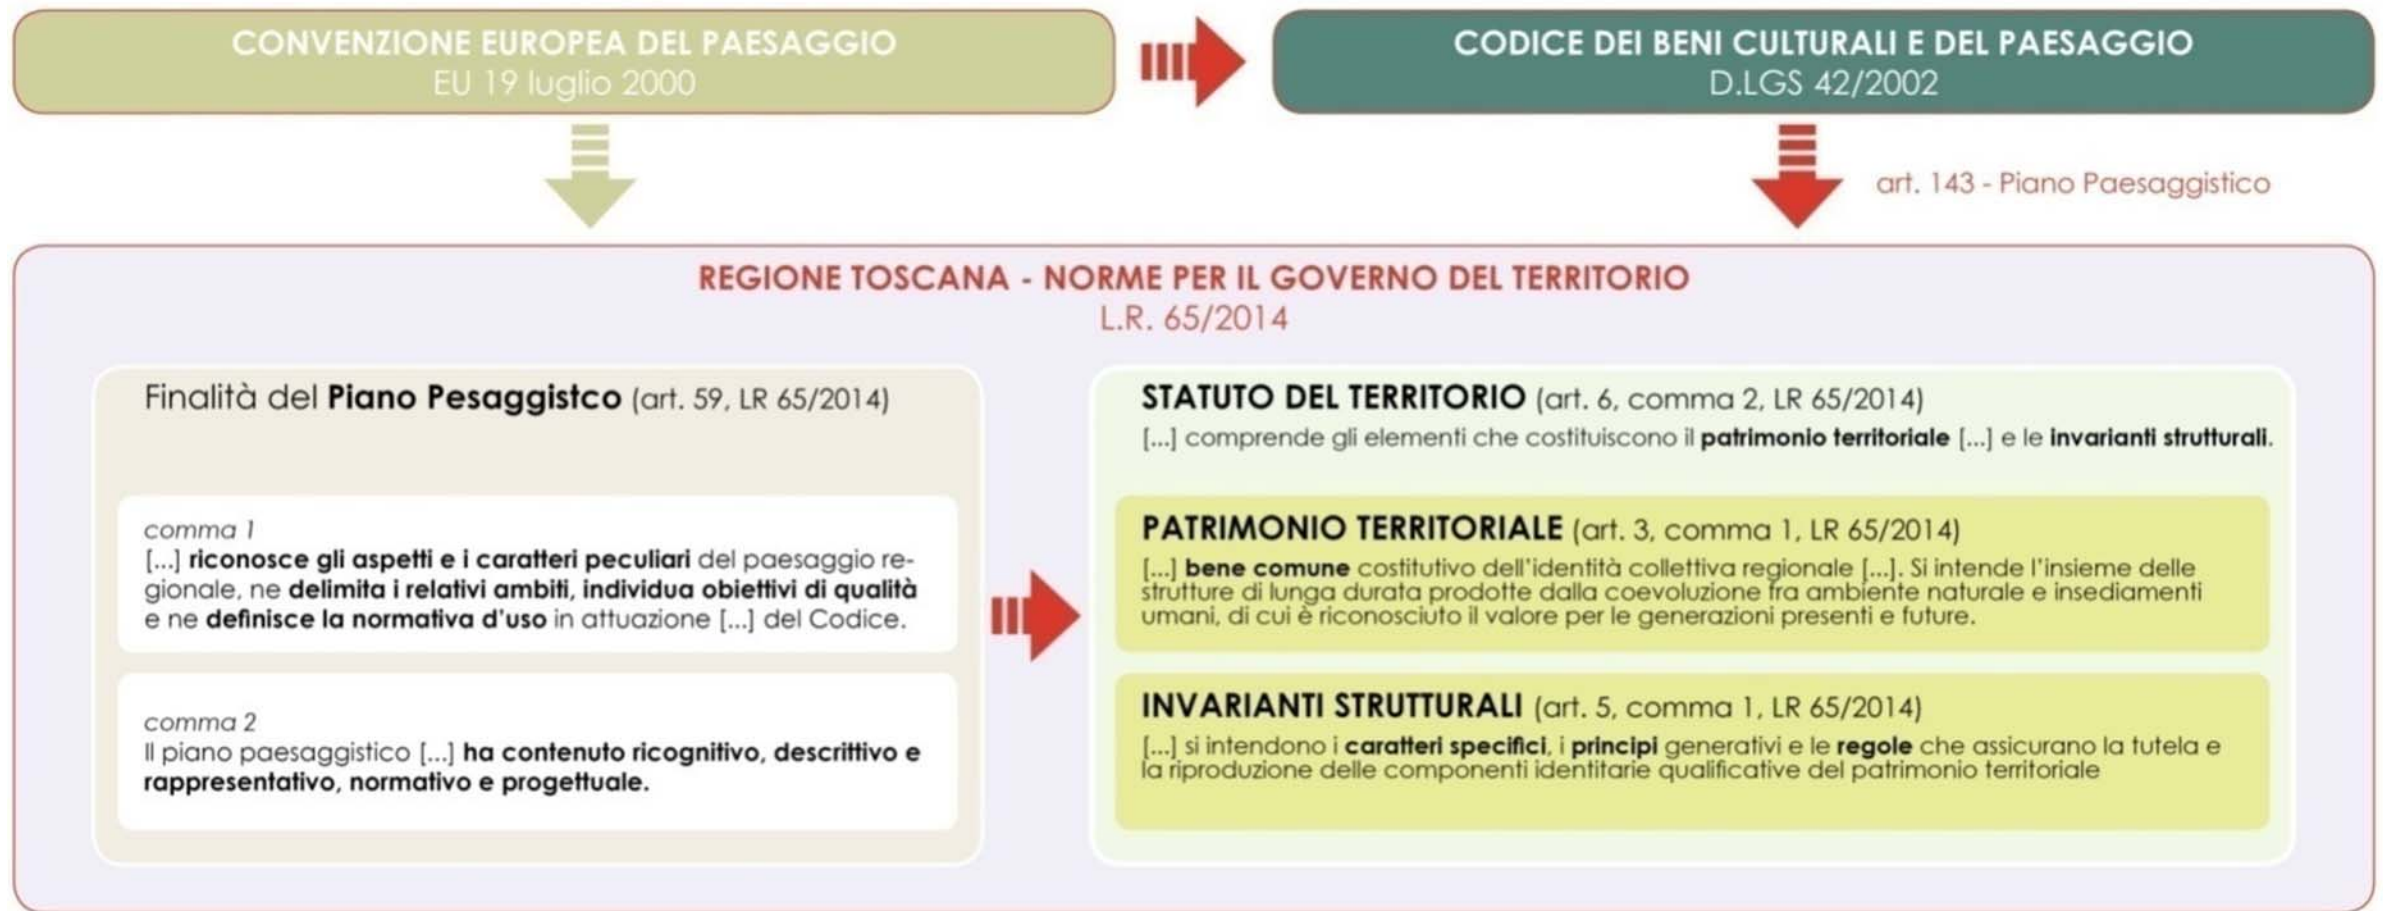 CONVENZIONE EUROPEA DEL PAESAGGIO
EU 19 luglio 2000
CODICE DEI BENI CULTURALI E DEL PAESAGGIO
D.LGS 42/2002
art. 143 - Piano Paesaggistico
REGIONE TOSCANA - NORME PER IL GOVERNO DEL TERRITORIO
L.R. 65/2014
Finalità del Piano Pesaggistco (art. 59, LR 65/2014)
comma 1
[...] riconosce gli aspetti e i caratteri peculiari del paesaggio re-
gionale, ne delimita i relativi ambiti, individua obiettivi di qualità
e ne definisce la normativa d'uso in attuazione [...] del Codice.
comma 2
Il piano paesaggistico [...] ha contenuto ricognitivo, descrittivo e
rappresentativo, normativo e progettuale.
STATUTO DEL TERRITORIO (art. 6, comma 2, LR 65/2014)
[...] comprende gli elementi che costituiscono il patrimonio territoriale [...] e le invarianti strutturali.
PATRIMONIO TERRITORIALE (art. 3, comma 1, LR 65/2014)
[...] bene comune costitutivo dell'identità collettiva regionale [...]. Si intende l'insieme delle
strutture di lunga durata prodotte dalla coevoluzione fra ambiente naturale e insediamenti
umani, di cui è riconosciuto il valore per le generazioni presenti e future.
INVARIANTI STRUTTURALI (art. 5, comma 1, LR 65/2014)
[...] si intendono i caratteri specifici, i principi generativi e le regole che assicurano la tutela e
la riproduzione delle componenti identitarie qualificative del patrimonio territoriale